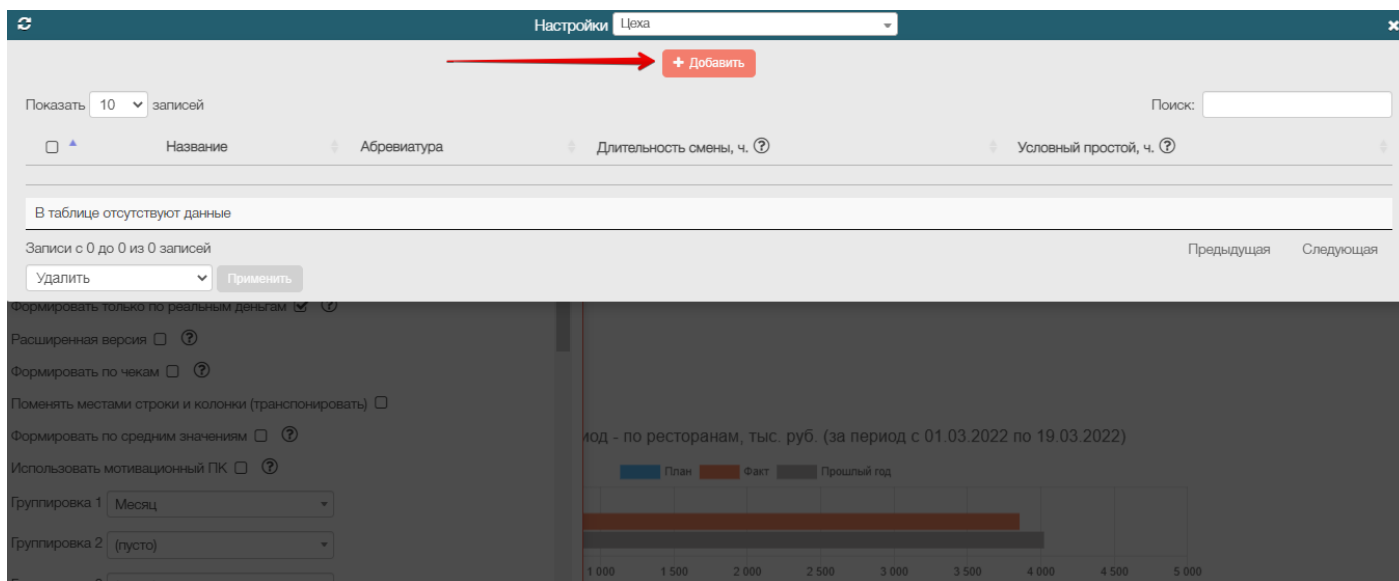 Настройки Цеха
+ Добавить
Показать 10 записей Поиск:
Название Абревиатура Длительность смены, ч. Условный простой, ч.
В таблице отсутствуют данные
Записи с 0 до 0 из 0 записей Предыдущая Следующая
Удалить Применить
Формировать только по реальным деньгам
Расширенная версия
Формировать по чекам
Поменять местами строки и колонки (транспонировать)
Формировать по средним значениям
иод - по ресторанам, тыс. руб. (за период с 01.03.2022 по 19.03.2022)
Использовать мотивационный ПК
План Факт Прошлый год
Группировка 1 Месяц
Группировка 2 (пусто)
1 000 1 500 2 000 2 500 3 000 3 500 4 000 4 500 5 000